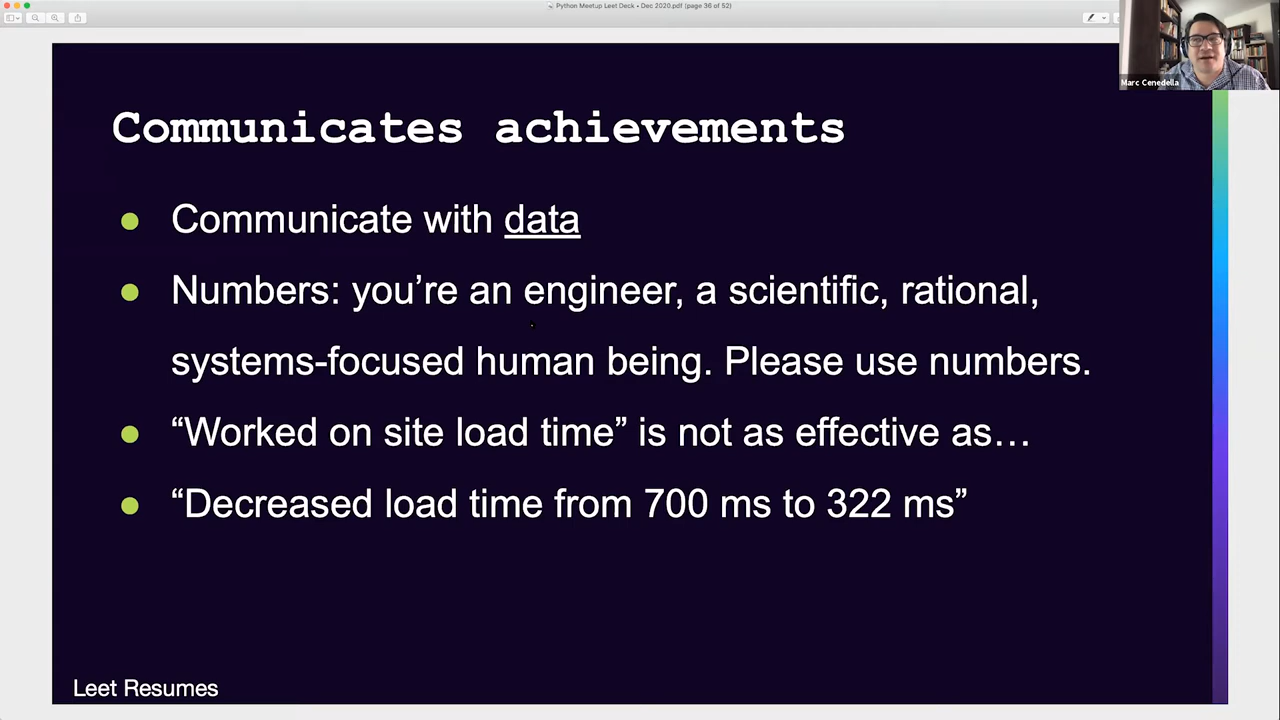 Python Meetup Leet Deck • Dec 2020.pdf (page 36 of 52)
Marc Cenedella
Communicates achievements
Communicate with data
Numbers: you’re an engineer, a scientific, rational,
systems-focused human being. Please use numbers.
“Worked on site load time” is not as effective as…
“Decreased load time from 700 ms to 322 ms”
Leet Resumes